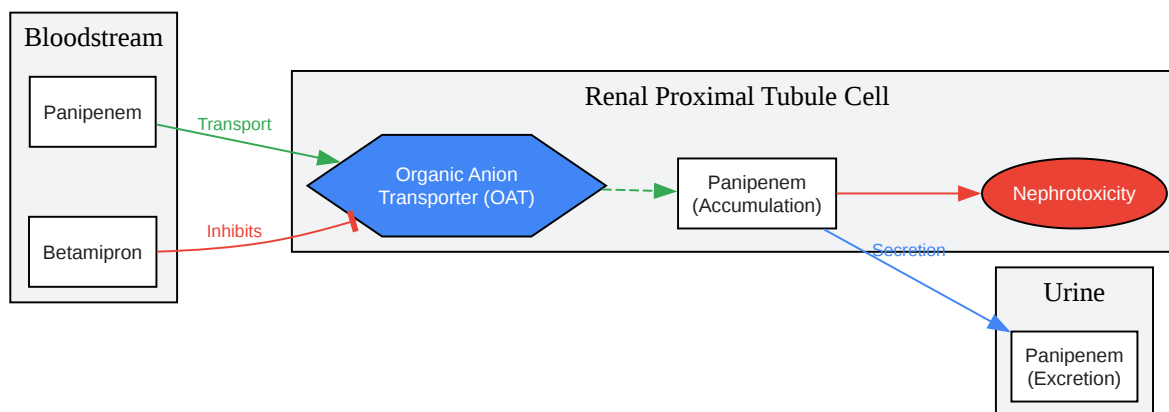 Bloodstream
Panipenem
Transport
Betamipron
Inhibits
Renal Proximal Tubule Cell
Organic Anion
Transporter (OAT)
Panipenem
(Accumulation)
Nephrotoxicity
Secretion
Urine
Panipenem
(Excretion)